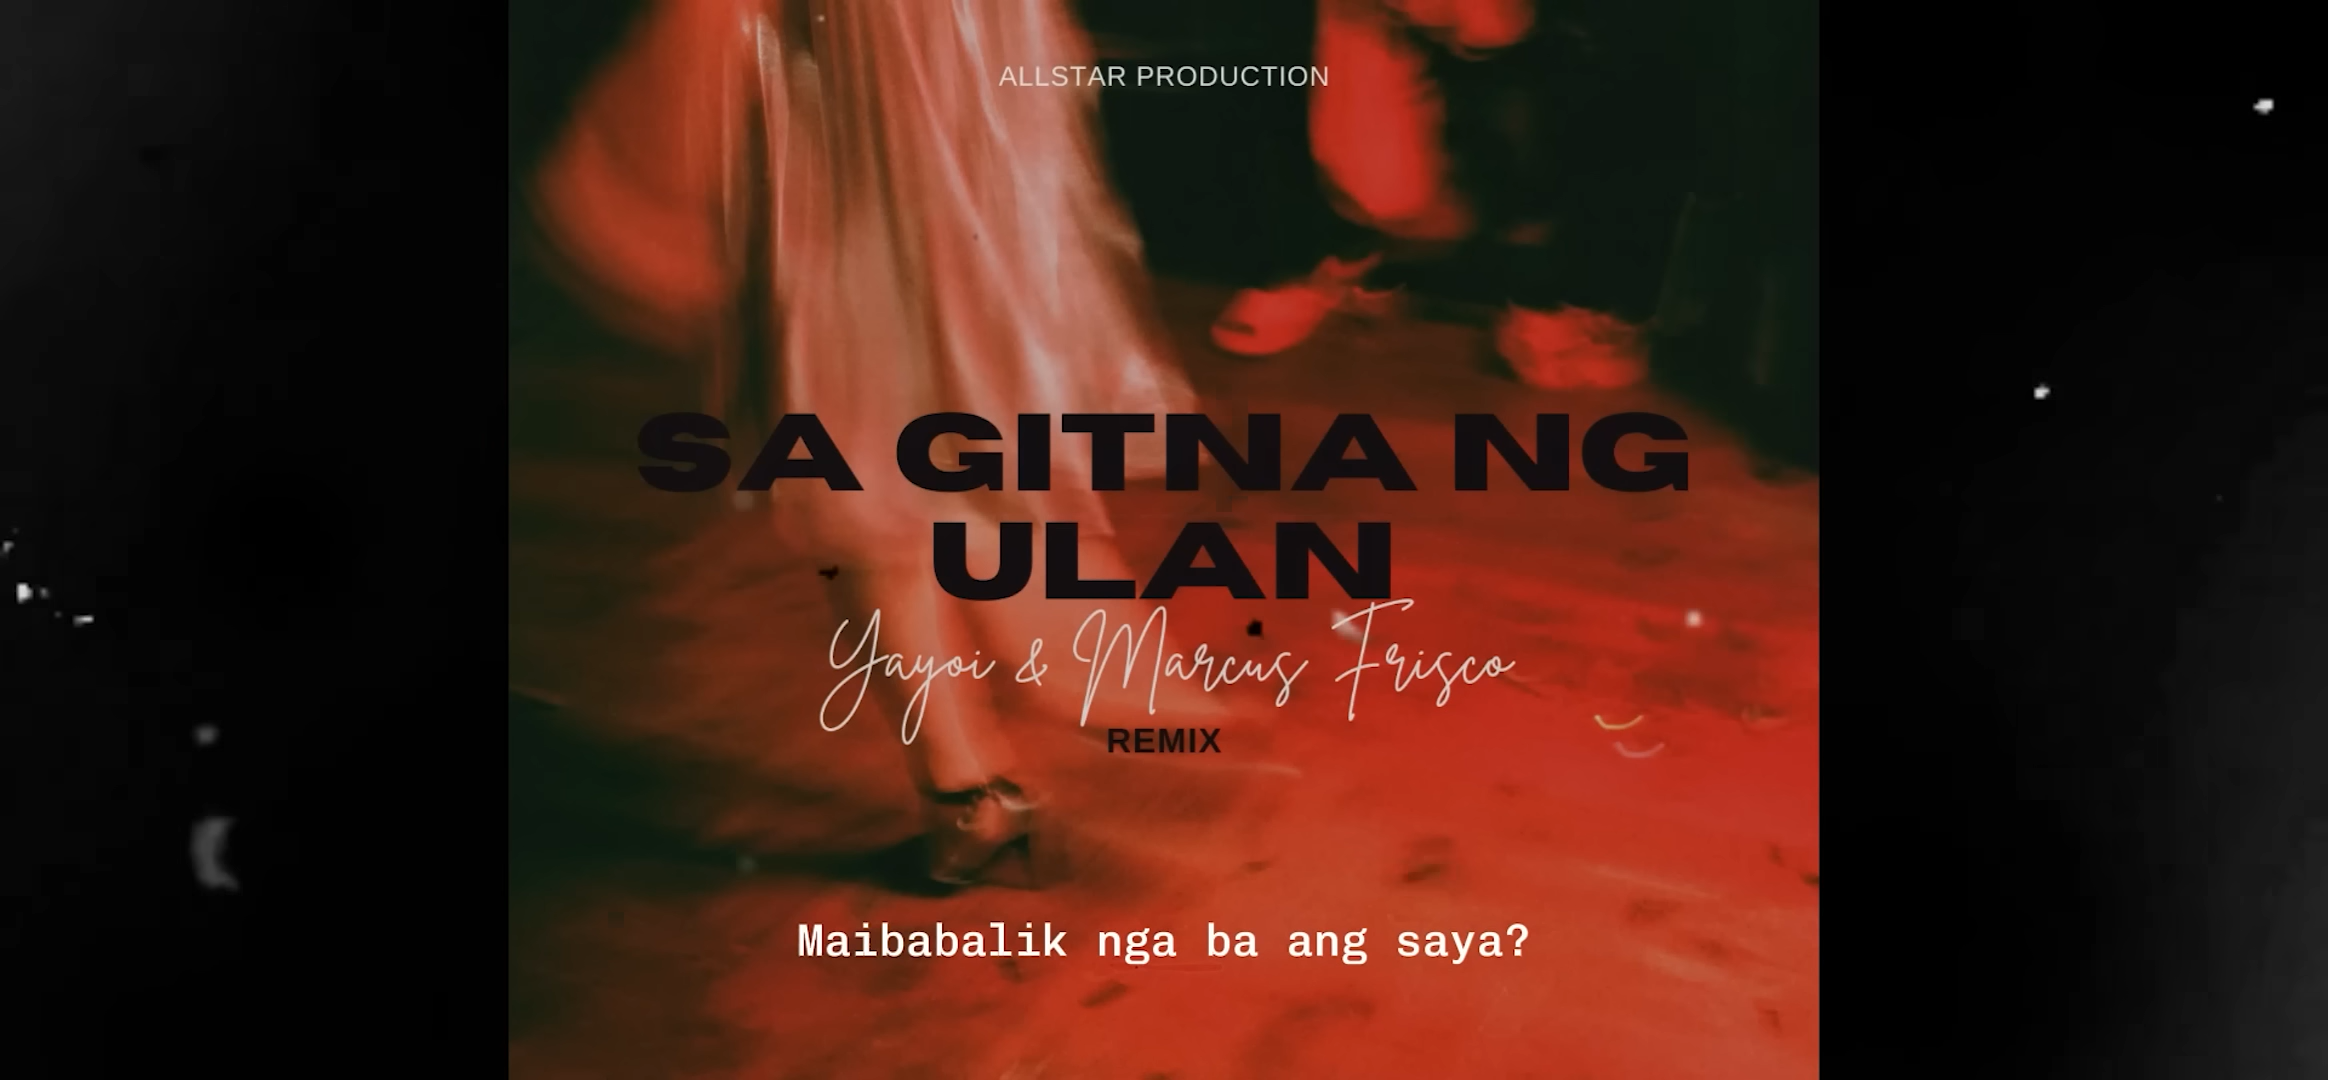 ALLSTAR PRODUCTION
SA GITNA NG
ULAN
Yayoi & Marcus Frisco
REMIX
Maibabalik nga ba ang saya?